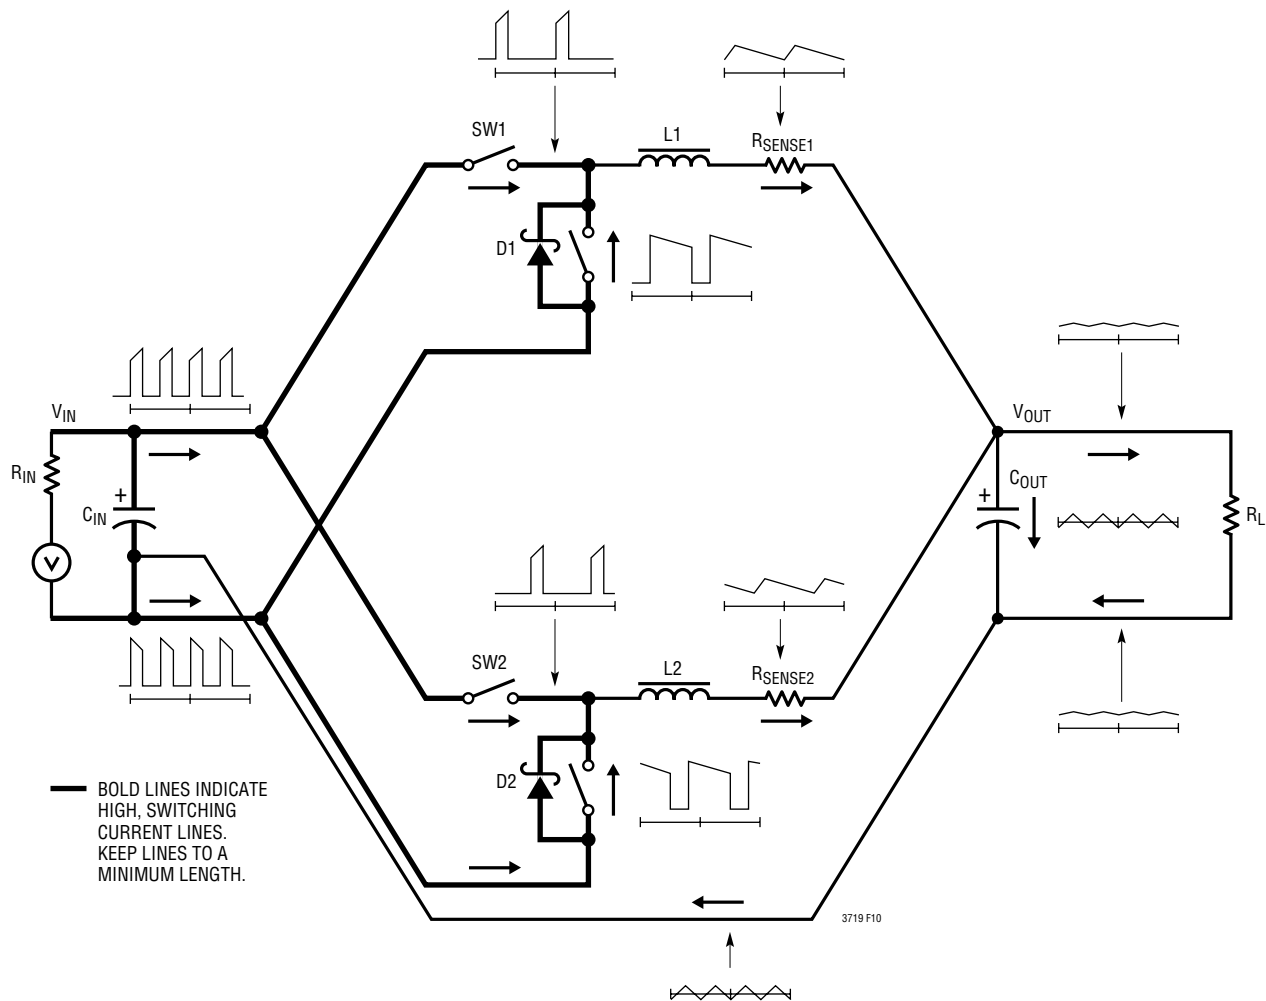 SW1
L1
RSENSE1
D1
VIN
VOUT
RIN
CIN
+
V
+
COUT
RL
SW2
L2
RSENSE2
D2
BOLD LINES INDICATE
HIGH, SWITCHING
CURRENT LINES.
KEEP LINES TO A
MINIMUM LENGTH.
3719 F10